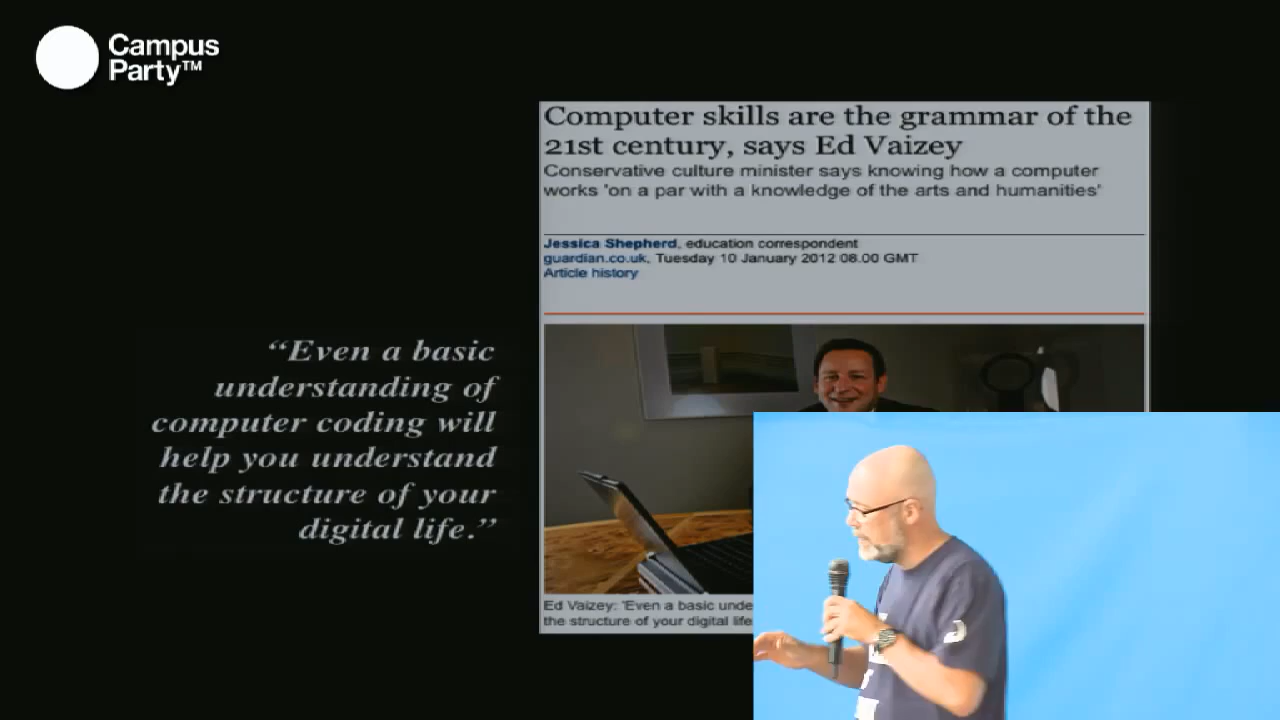 Campus
Party™
Computer skills are the grammar of the
21st century, says Ed Vaizey
Conservative culture minister says knowing how a computer
works 'on a par with a knowledge of the arts and humanities'
Jessica Shepherd, education correspondent
guardian.co.uk, Tuesday 10 January 2012 08.00 GMT
Article history
“Even a basic
understanding of
computer coding will
help you understand
the structure of your
digital life.”
Ed Vaizey: 'Even a basic unde
the structure of your digital life